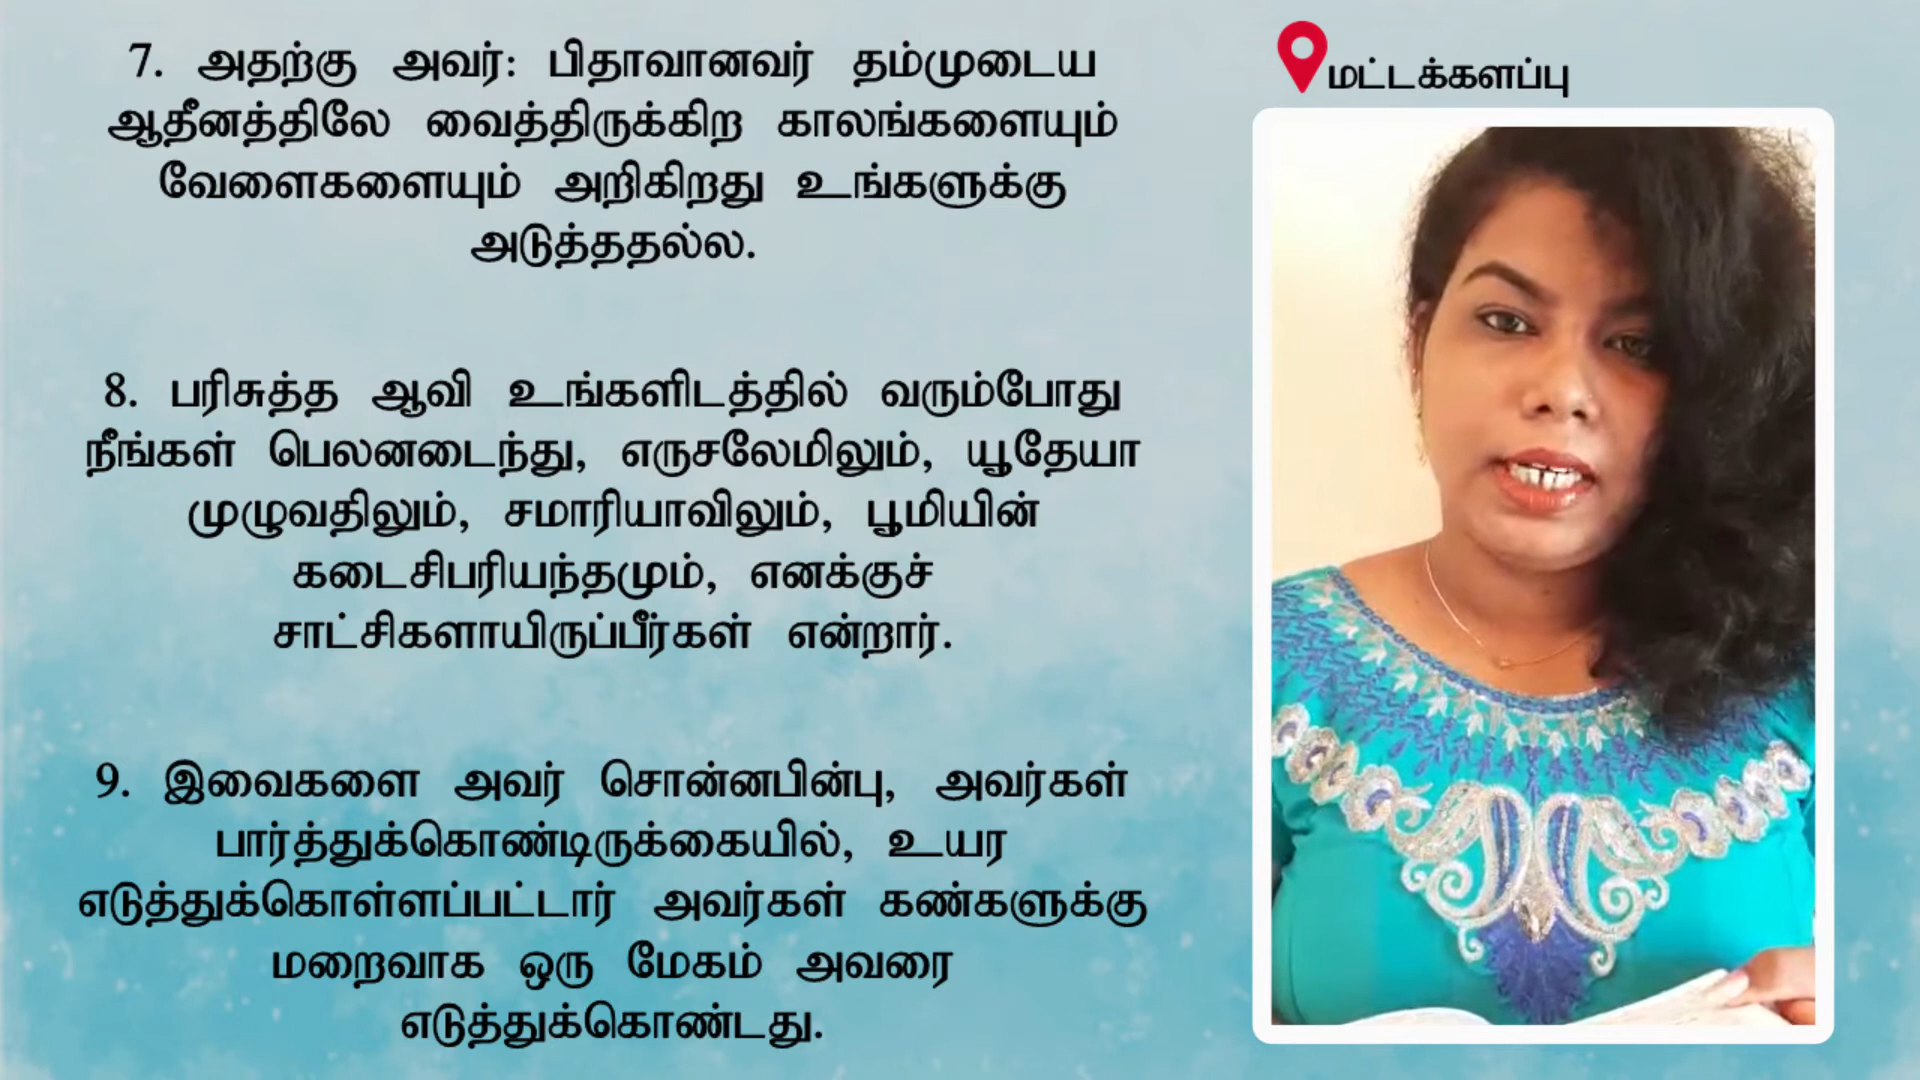 7. அதற்கு அவர்: பிதாவானவர் தம்முடைய
ஆதீனத்திலே வைத்திருக்கிற காலங்களையும்
வேளைகளையும் அறிகிறது உங்களுக்கு
அடுத்ததல்ல.
8. பரிசுத்த ஆவி உங்களிடத்தில் வரும்போது
நீங்கள் பெலனடைந்து, எருசலேமிலும், யூதேயா
முழுவதிலும், சமாரியாவிலும், பூமியின்
கடைசிபரியந்தமும், எனக்குச்
சாட்சிகளாயிருப்பீர்கள் என்றார்.
9. இவைகளை அவர் சொன்னபின்பு, அவர்கள்
பார்த்துக்கொண்டிருக்கையில், உயர
எடுத்துக்கொள்ளப்பட்டார் அவர்கள் கண்களுக்கு
மறைவாக ஒரு மேகம் அவரை
எடுத்துக்கொண்டது.
மட்டக்களப்பு